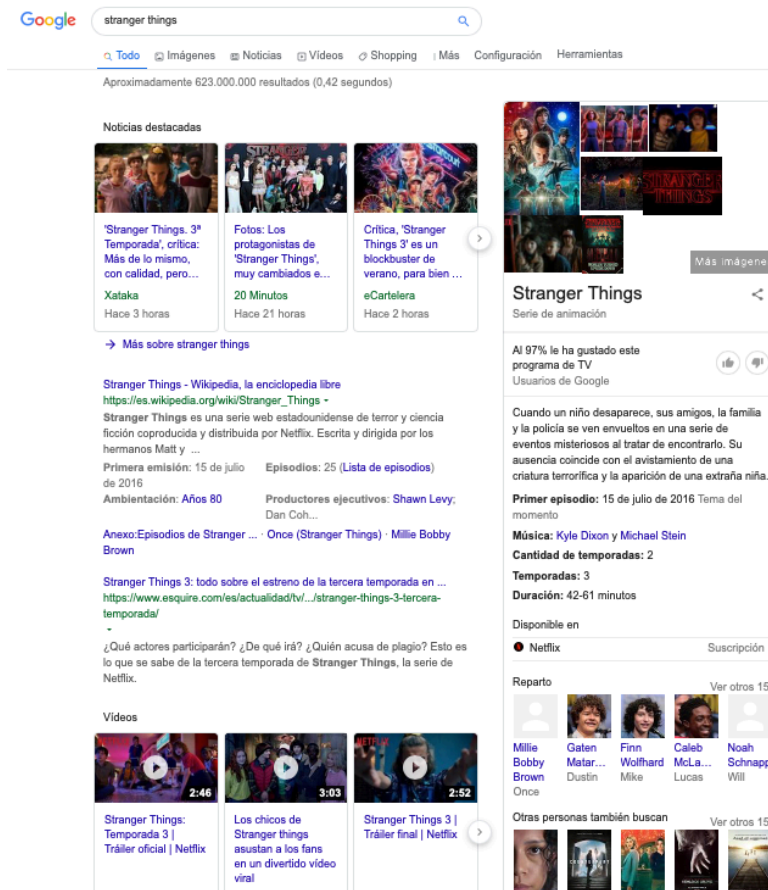 Google
stranger things
Todo
Imágenes
Noticias
Vídeos
Shopping
Más
Configuración
Herramientas
Aproximadamente 623.000.000 resultados (0,42 segundos)
Noticias destacadas
'Stranger Things. 3ª
Temporada', crítica:
Más de lo mismo,
con calidad, pero...
Xataka
Hace 3 horas
STRANGER
Fotos: Los
protagonistas de
'Stranger Things',
muy cambiados e...
20 Minutos
Hace 21 horas
Crítica, 'Stranger
Things 3' es un
blockbuster de
verano, para bien ...
eCartelera
Hace 2 horas
Más sobre stranger things
Stranger Things - Wikipedia, la enciclopedia libre
https://es.wikipedia.org/wiki/Stranger_Things
Stranger Things es una serie web estadounidense de terror y ciencia
ficción coproducida y distribuida por Netflix. Escrita y dirigida por los
hermanos Matt y ...
Primera emisión: 15 de julio
de 2016
Episodios: 25 (Lista de episodios)
Ambientación: Años 80
Productores ejecutivos: Shawn Levy;
Dan Coh...
Anexo:Episodios de Stranger ... · Once (Stranger Things) · Millie Bobby
Brown
Stranger Things 3: todo sobre el estreno de la tercera temporada en ...
https://www.esquire.com/es/actualidad/tv/.../stranger-things-3-tercera-
temporada/
¿Qué actores participarán? ¿De qué irá? ¿Quién acusa de plagio? Esto es
lo que se sabe de la tercera temporada de Stranger Things, la serie de
Netflix.
Vídeos
2:46
Stranger Things:
Temporada 3 |
Tráiler oficial | Netflix
3:03
Los chicos de
Stranger things
asustan a los fans
en un divertido vídeo
viral
NETFLIX
2:52
Stranger Things 3 |
Tráiler final | Netflix
STRANGER
THINGS
Más imágene
Stranger Things
Serie de animación
Al 97% le ha gustado este
programa de TV
Usuarios de Google
Cuando un niño desaparece, sus amigos, la familia
y la policía se ven envueltos en una serie de
eventos misteriosos al tratar de encontrarlo. Su
ausencia coincide con el avistamiento de una
criatura terrorífica y la aparición de una extraña niña.
Primer episodio: 15 de julio de 2016 Tema del
momento
Música: Kyle Dixon y Michael Stein
Cantidad de temporadas: 2
Temporadas: 3
Duración: 42-61 minutos
Disponible en
Netflix
Suscripción
Reparto
Ver otros 15
Millie
Bobby
Brown
Once
Gaten
Matar...
Dustin
Finn
Wolfhard
Mike
Caleb
McLa...
Lucas
Noah
Schnapp
Will
Otras personas también buscan
Ver otros 15
COUNTERPART